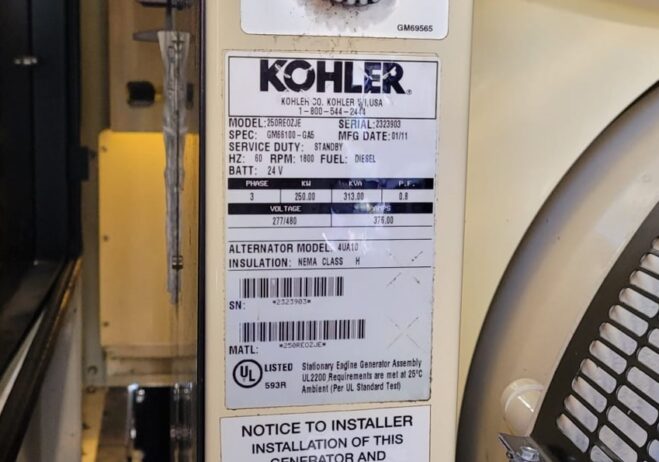 GM69565
KOHLER®
KOHLER CO. KOHLER WI. USA
1-800-544-2444
MODEL: 250REOZJE SERIAL: 2323903
SPEC: GM66100-GA5 MFG DATE: 01/11
SERVICE DUTY: STANDBY
HZ: 60 RPM: 1800 FUEL: DIESEL
BATT: 24 V
PHASE KW KVA P.F.
3 250.00 313.00 0.8
VOLTAGE AMPS
277/480 376.00
ALTERNATOR MODEL: 4UA10
INSULATION: NEMA CLASS H
SN: *2323903*
MATL: *250REOZJE*
UL LISTED
593R
Stationary Engine Generator Assembly
UL2200 Requirements are met at 25°C
Ambient (Per UL Standard Test)
NOTICE TO INSTALLER
INSTALLATION OF THIS
GENERATOR AND